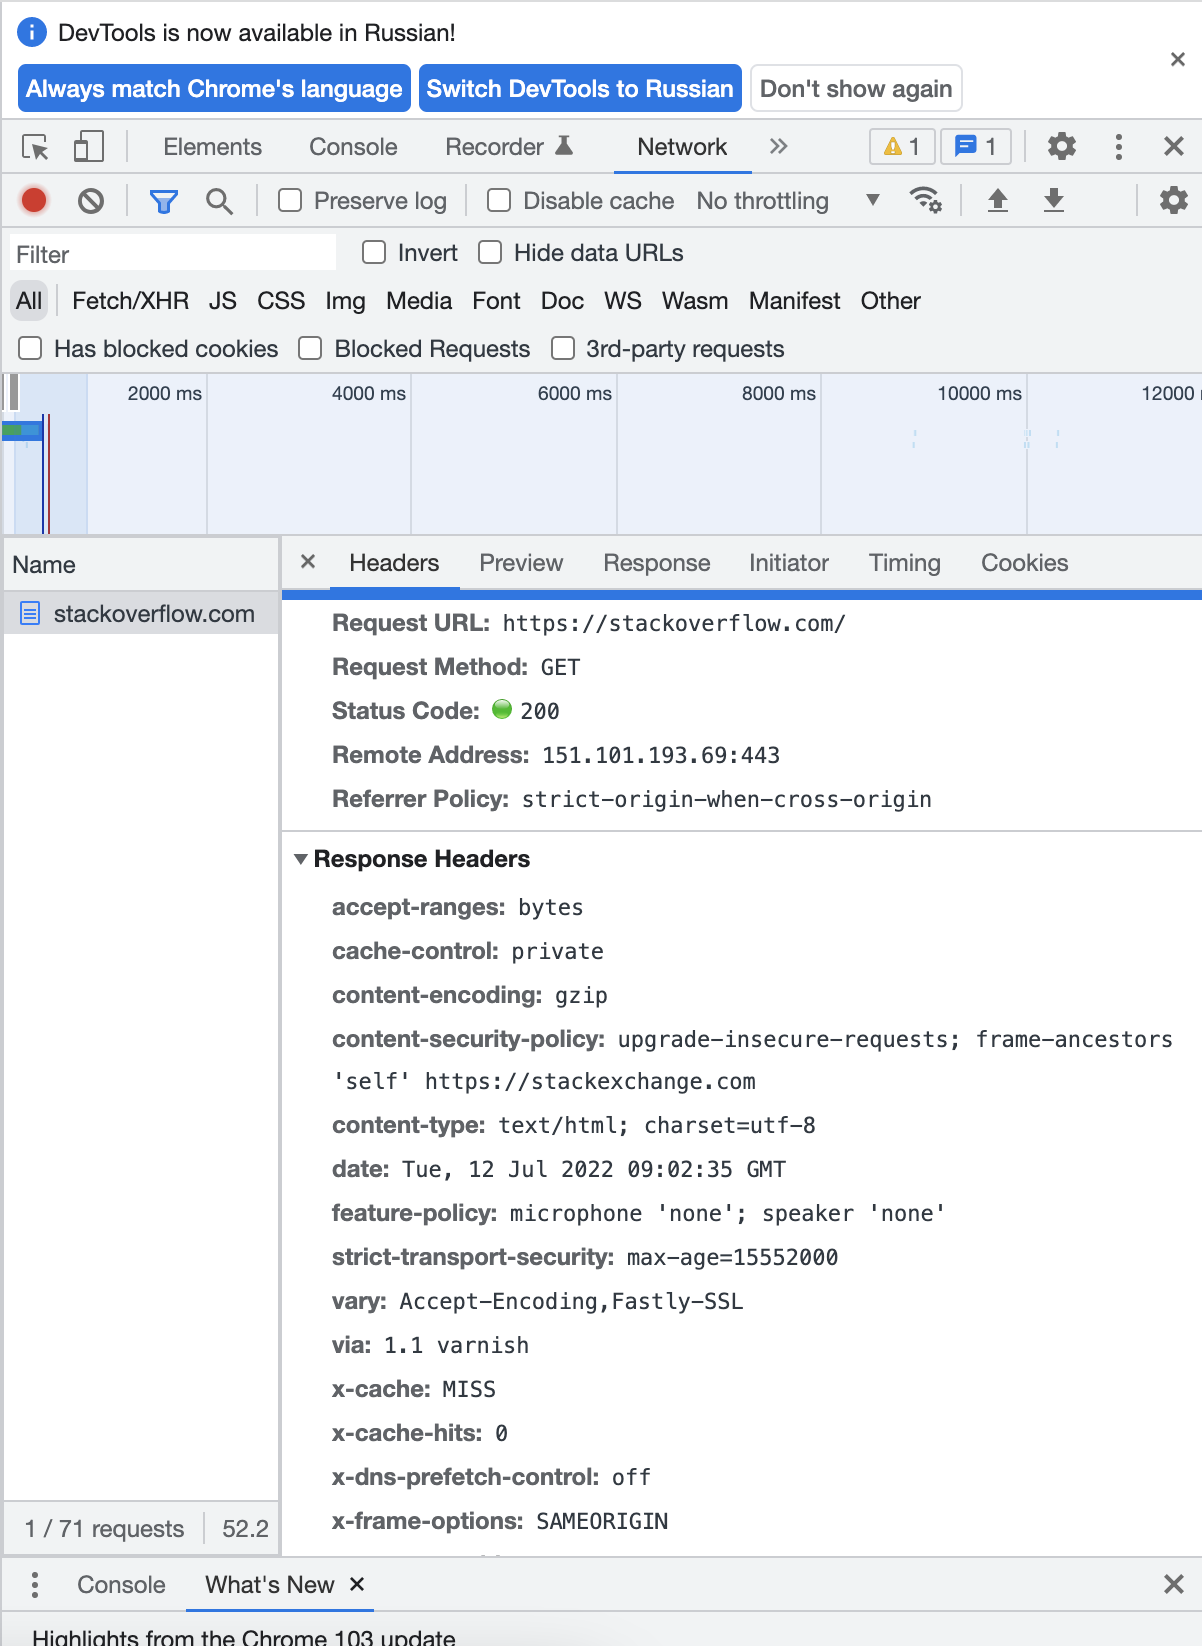 DevTools is now available in Russian!
Always match Chrome's language Switch DevTools to Russian Don't show again
Elements Console Recorder Network 1 1
Preserve log Disable cache No throttling
Filter Invert Hide data URLs
All Fetch/XHR JS CSS Img Media Font Doc WS Wasm Manifest Other
Has blocked cookies Blocked Requests 3rd-party requests
2000 ms 4000 ms 6000 ms 8000 ms 10000 ms 12000
Name
stackoverflow.com
Headers Preview Response Initiator Timing Cookies
Request URL: https://stackoverflow.com/
Request Method: GET
Status Code: 200
Remote Address: 151.101.193.69:443
Referrer Policy: strict-origin-when-cross-origin
Response Headers
accept-ranges: bytes
cache-control: private
content-encoding: gzip
content-security-policy: upgrade-insecure-requests; frame-ancestors
'self' https://stackexchange.com
content-type: text/html; charset=utf-8
date: Tue, 12 Jul 2022 09:02:35 GMT
feature-policy: microphone 'none'; speaker 'none'
strict-transport-security: max-age=15552000
vary: Accept-Encoding,Fastly-SSL
via: 1.1 varnish
x-cache: MISS
x-cache-hits: 0
x-dns-prefetch-control: off
x-frame-options: SAMEORIGIN
1 / 71 requests 52.2
Console What's New
Highlights from the Chrome 103 update